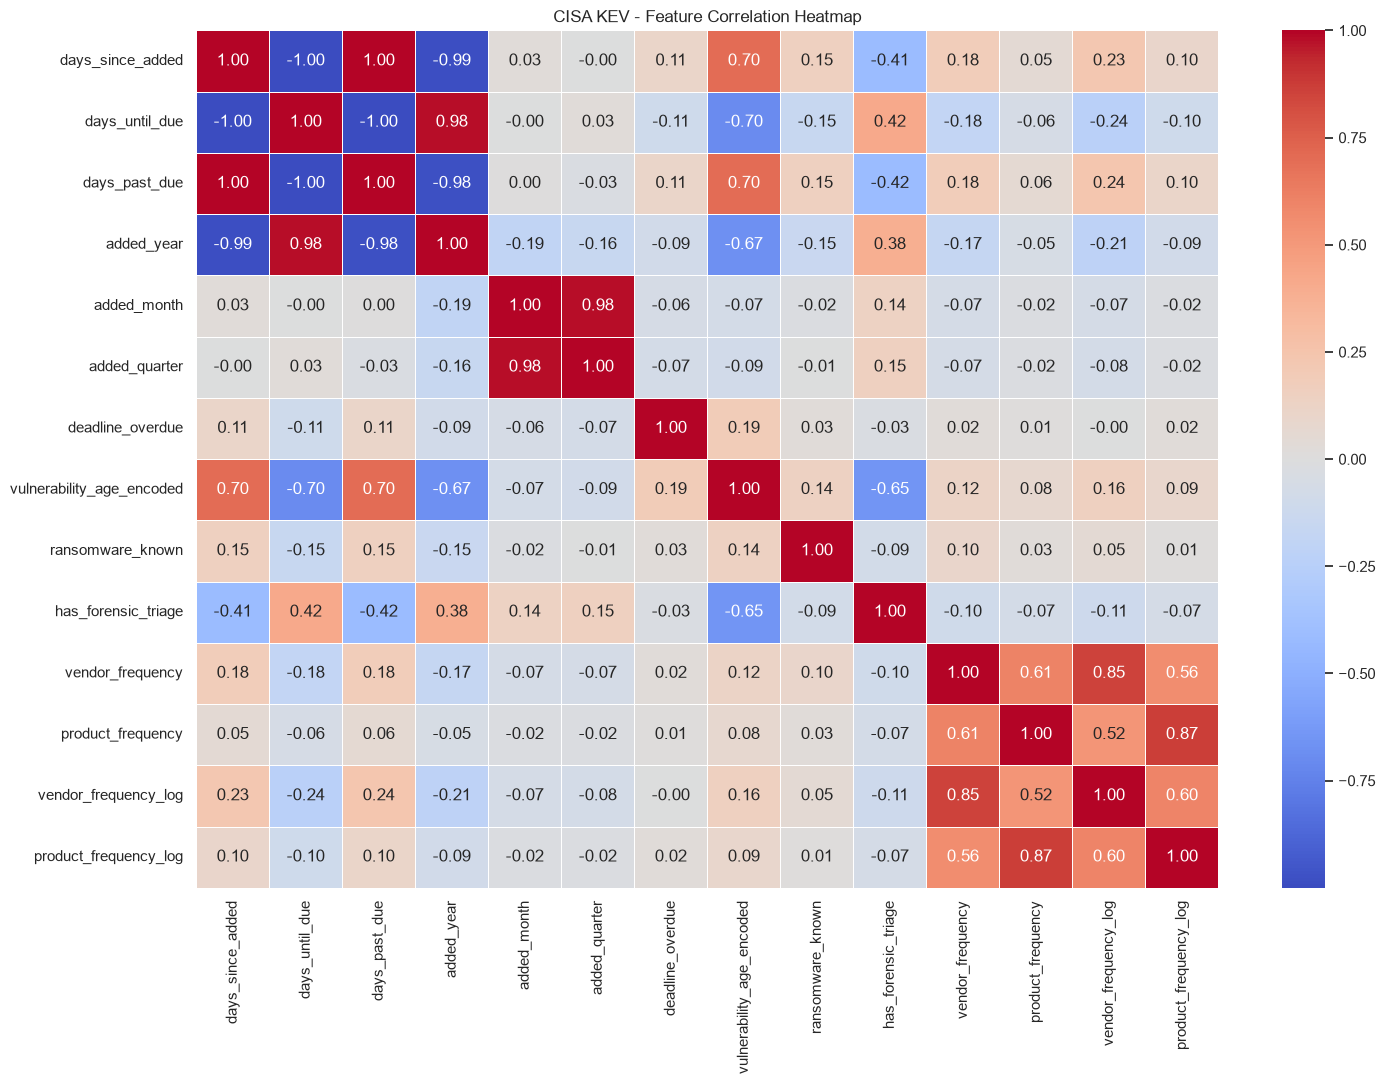 CISA KEV - Feature Correlation Heatmap
days_since_added 1.00 -1.00 1.00 -0.99 0.03 -0.00 0.11 0.70 0.15 -0.41 0.18 0.05 0.23 0.10
days_until_due -1.00 1.00 -1.00 0.98 -0.00 0.03 -0.11 -0.70 -0.15 0.42 -0.18 -0.06 -0.24 -0.10
days_past_due 1.00 -1.00 1.00 -0.98 0.00 -0.03 0.11 0.70 0.15 -0.42 0.18 0.06 0.24 0.10
added_year -0.99 0.98 -0.98 1.00 -0.19 -0.16 -0.09 -0.67 -0.15 0.38 -0.17 -0.05 -0.21 -0.09
added_month 0.03 -0.00 0.00 -0.19 1.00 0.98 -0.06 -0.07 -0.02 0.14 -0.07 -0.02 -0.07 -0.02
added_quarter -0.00 0.03 -0.03 -0.16 0.98 1.00 -0.07 -0.09 -0.01 0.15 -0.07 -0.02 -0.08 -0.02
deadline_overdue 0.11 -0.11 0.11 -0.09 -0.06 -0.07 1.00 0.19 0.03 -0.03 0.02 0.01 -0.00 0.02
vulnerability_age_encoded 0.70 -0.70 0.70 -0.67 -0.07 -0.09 0.19 1.00 0.14 -0.65 0.12 0.08 0.16 0.09
ransomware_known 0.15 -0.15 0.15 -0.15 -0.02 -0.01 0.03 0.14 1.00 -0.09 0.10 0.03 0.05 0.01
has_forensic_triage -0.41 0.42 -0.42 0.38 0.14 0.15 -0.03 -0.65 -0.09 1.00 -0.10 -0.07 -0.11 -0.07
vendor_frequency 0.18 -0.18 0.18 -0.17 -0.07 -0.07 0.02 0.12 0.10 -0.10 1.00 0.61 0.85 0.56
product_frequency 0.05 -0.06 0.06 -0.05 -0.02 -0.02 0.01 0.08 0.03 -0.07 0.61 1.00 0.52 0.87
vendor_frequency_log 0.23 -0.24 0.24 -0.21 -0.07 -0.08 -0.00 0.16 0.05 -0.11 0.85 0.52 1.00 0.60
product_frequency_log 0.10 -0.10 0.10 -0.09 -0.02 -0.02 0.02 0.09 0.01 -0.07 0.56 0.87 0.60 1.00
days_since_added
days_until_due
days_past_due
added_year
added_month
added_quarter
deadline_overdue
vulnerability_age_encoded
ransomware_known
has_forensic_triage
vendor_frequency
product_frequency
vendor_frequency_log
product_frequency_log
1.00
0.75
0.50
0.25
0.00
−0.25
−0.50
−0.75